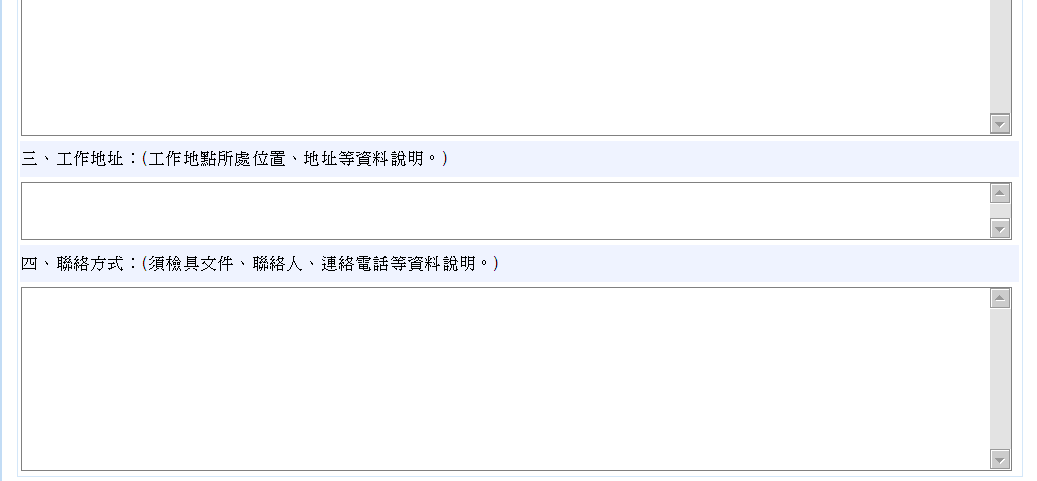 三、工作地址：(工作地點所處位置、地址等資料說明。)
四、聯絡方式：(須檢具文件、聯絡人、連絡電話等資料說明。)